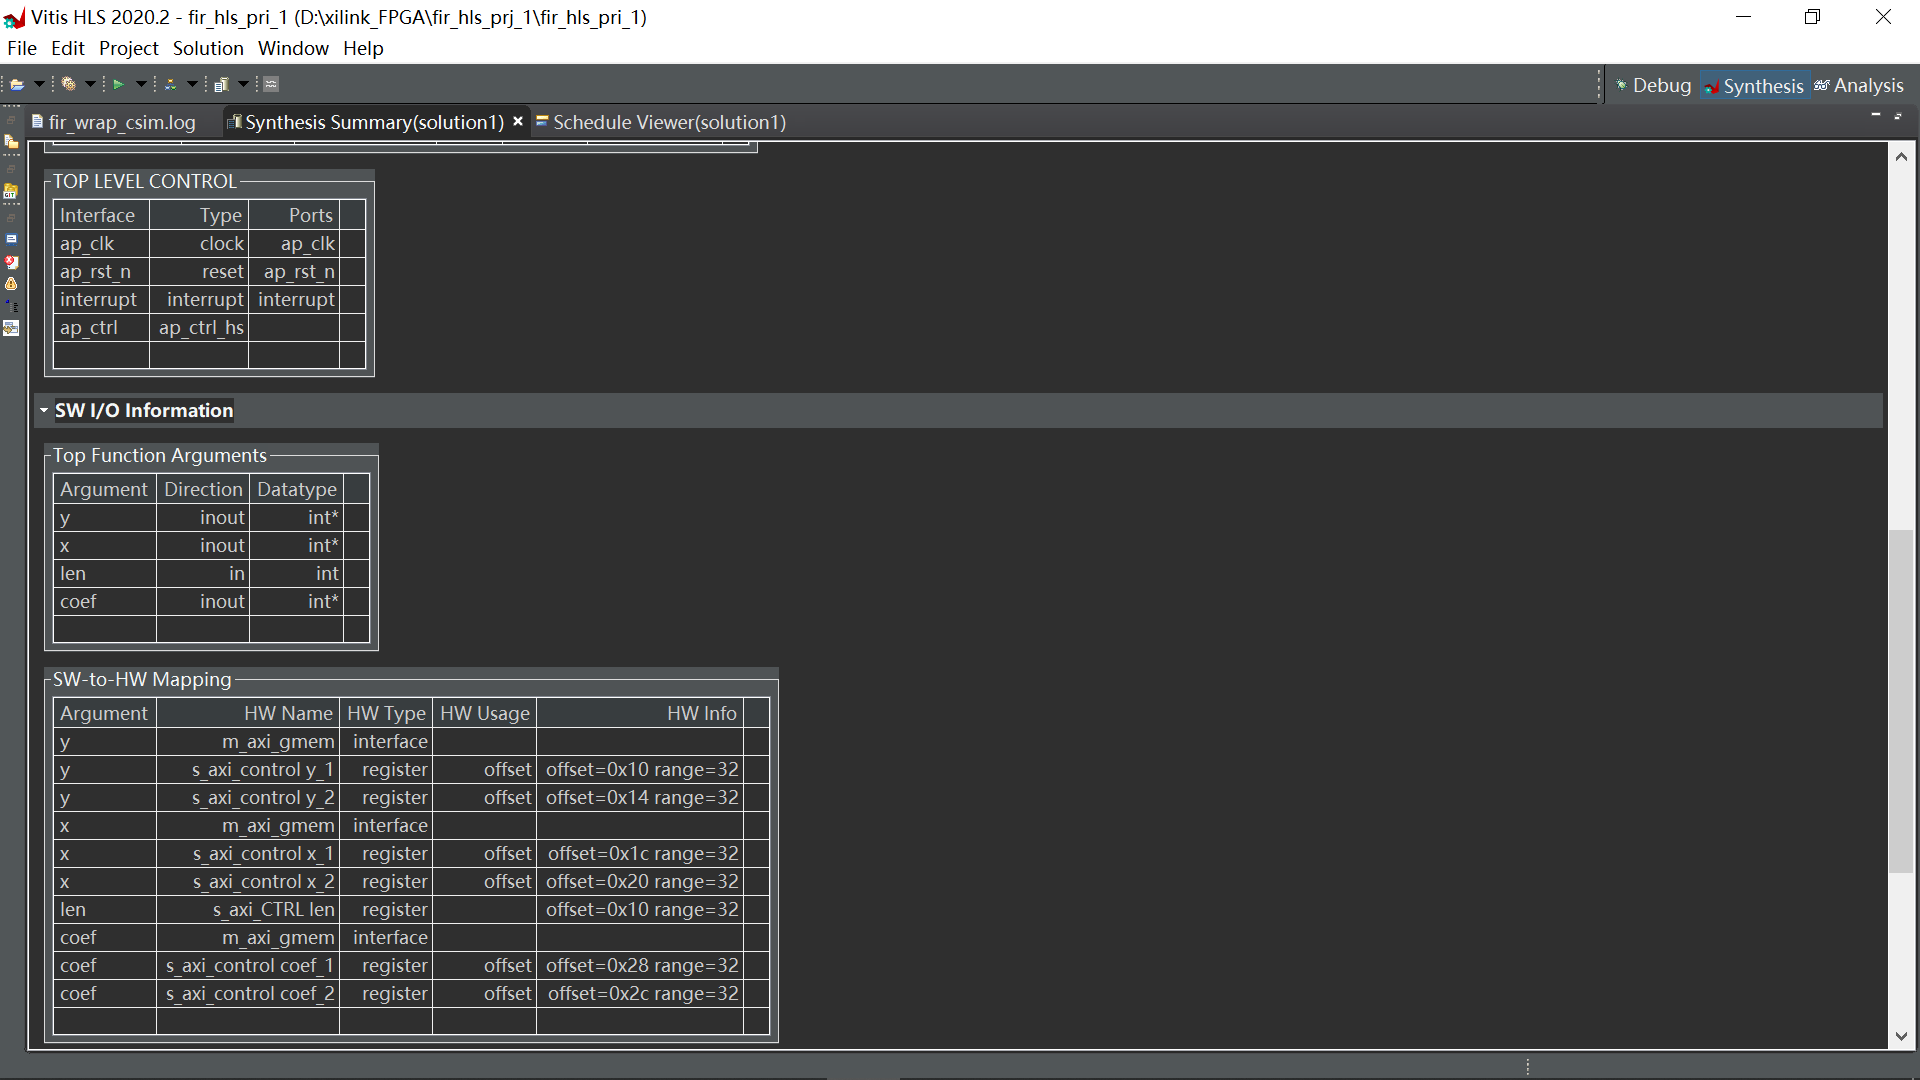 Vitis HLS 2020.2 - fir_hls_pri_1 (D:\xilink_FPGA\fir_hls_prj_1\fir_hls_pri_1)
File Edit Project Solution Window Help
Debug Synthesis Analysis
fir_wrap_csim.log Synthesis Summary(solution1) Schedule Viewer(solution1)
TOP LEVEL CONTROL
Interface Type Ports
ap_clk clock ap_clk
ap_rst_n reset ap_rst_n
interrupt interrupt interrupt
ap_ctrl ap_ctrl_hs
SW I/O Information
Top Function Arguments
Argument Direction Datatype
y inout int*
x inout int*
len in int
coef inout int*
SW-to-HW Mapping
Argument HW Name HW Type HW Usage HW Info
y m_axi_gmem interface
y s_axi_control y_1 register offset offset=0x10 range=32
y s_axi_control y_2 register offset offset=0x14 range=32
x m_axi_gmem interface
x s_axi_control x_1 register offset offset=0x1c range=32
x s_axi_control x_2 register offset offset=0x20 range=32
len s_axi_CTRL len register offset=0x10 range=32
coef m_axi_gmem interface
coef s_axi_control coef_1 register offset offset=0x28 range=32
coef s_axi_control coef_2 register offset offset=0x2c range=32